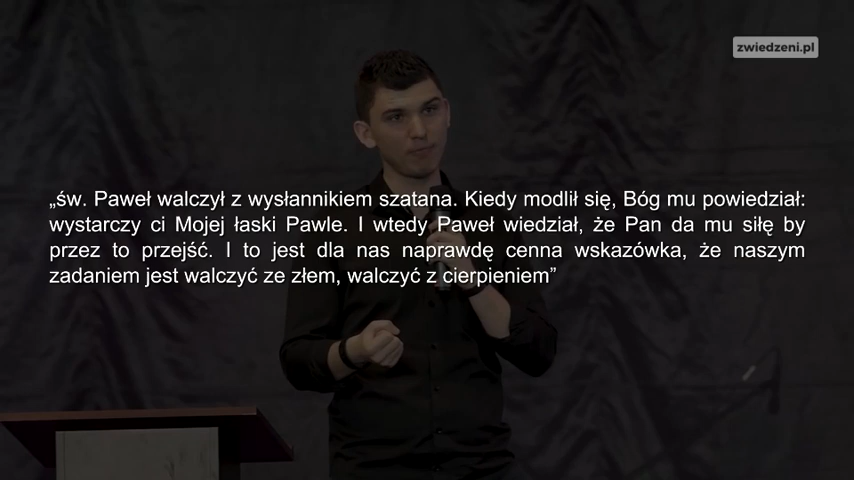 zwiedzeni.pl
„św. Paweł walczył z wysłannikiem szatana. Kiedy modlił się, Bóg mu powiedział:
wystarczy ci Mojej łaski Pawle. I wtedy Paweł wiedział, że Pan da mu siłę by
przez to przejść. I to jest dla nas naprawdę cenna wskazówka, że naszym
zadaniem jest walczyć ze złem, walczyć z cierpieniem”